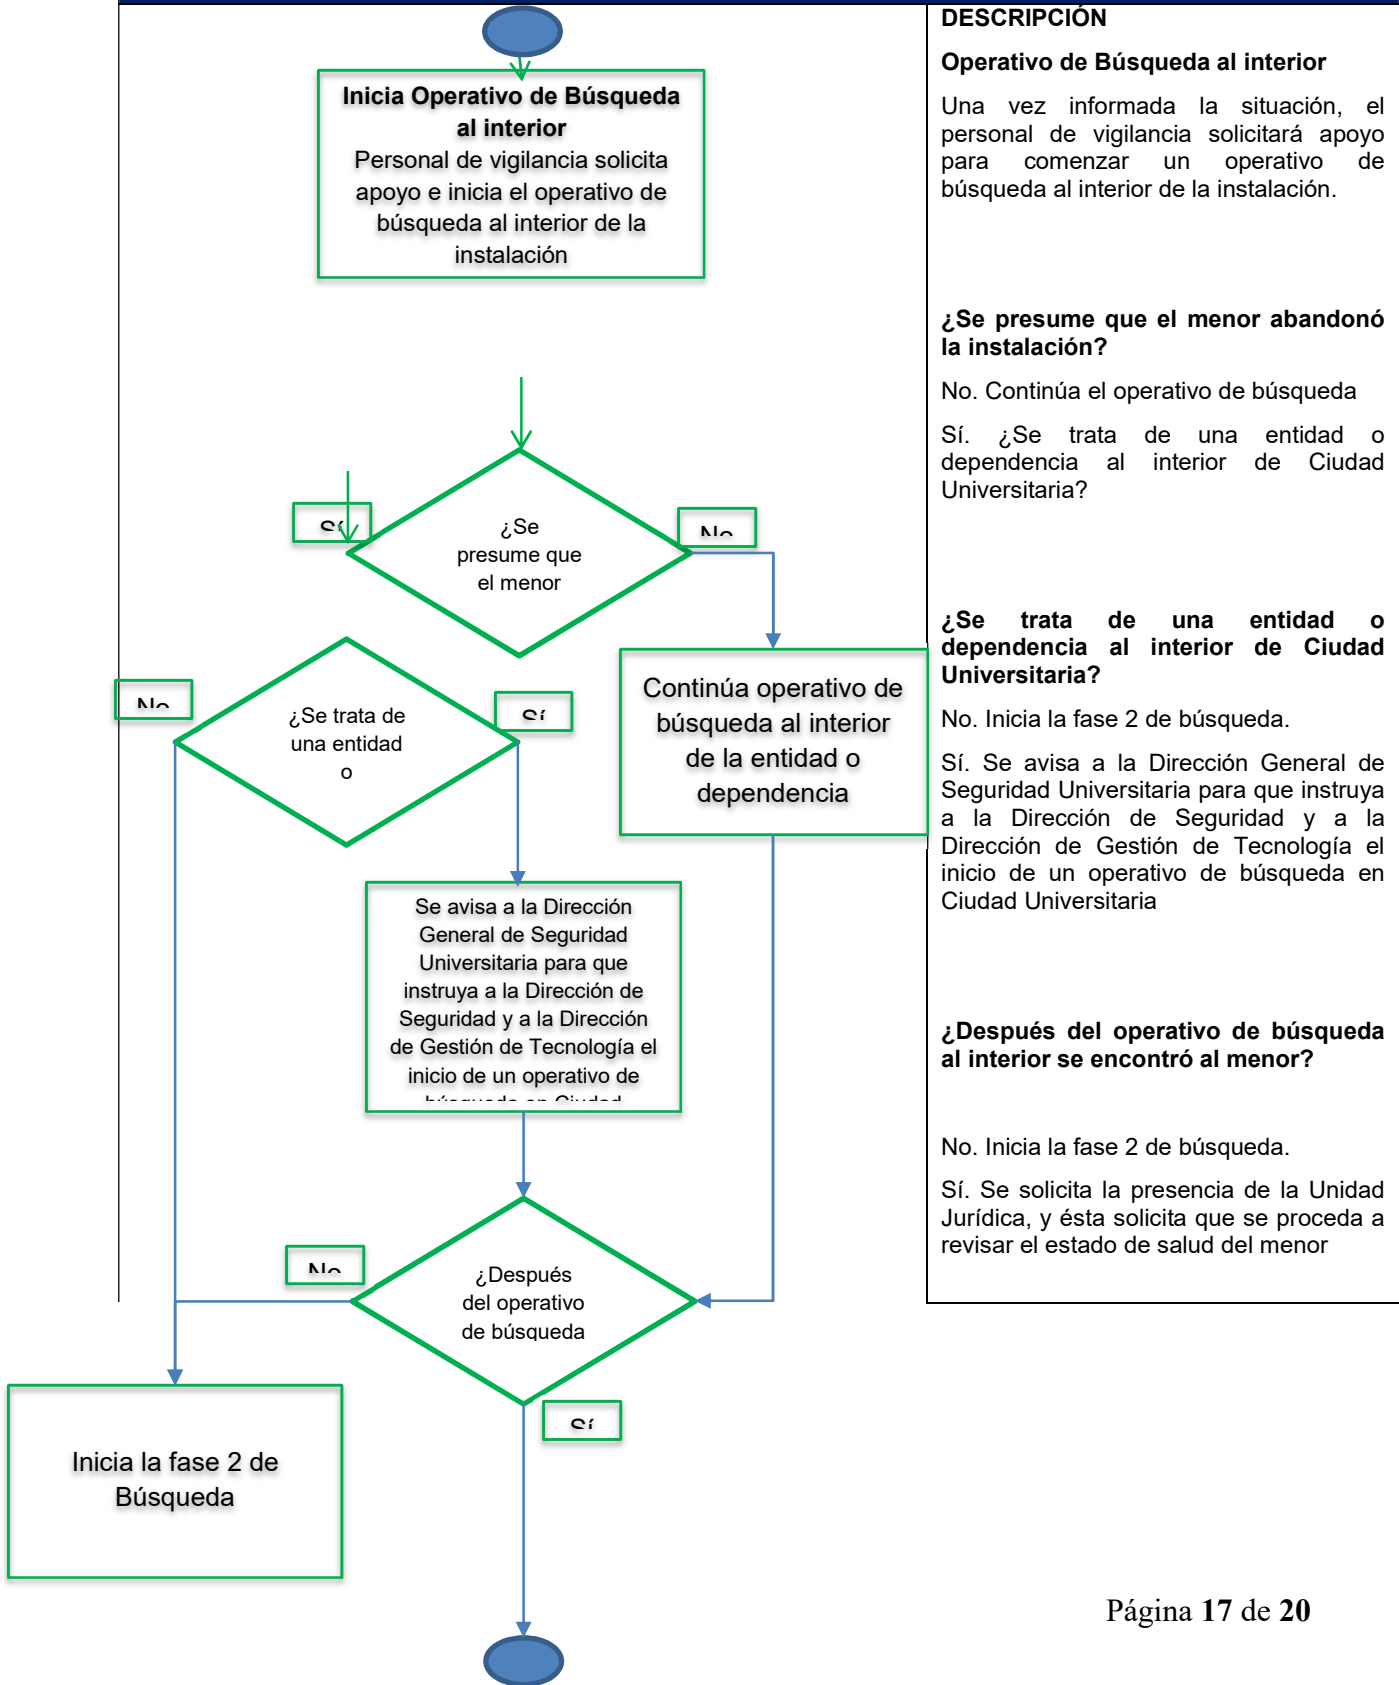 Inicia Operativo de Búsqueda
al interior
Personal de vigilancia solicita
apoyo e inicia el operativo de
búsqueda al interior de la
instalación
Sí
¿Se
presume que
el menor
No
No
¿Se trata de
una entidad
o
Sí
Continúa operativo de
búsqueda al interior
de la entidad o
dependencia
Se avisa a la Dirección
General de Seguridad
Universitaria para que
instruya a la Dirección de
Seguridad y a la Dirección
de Gestión de Tecnología el
inicio de un operativo de
búsqueda en Ciudad
No
¿Después
del operativo
de búsqueda
Sí
Inicia la fase 2 de
Búsqueda
DESCRIPCIÓN
Operativo de Búsqueda al interior
Una vez informada la situación, el
personal de vigilancia solicitará apoyo
para comenzar un operativo de
búsqueda al interior de la instalación.
¿Se presume que el menor abandonó
la instalación?
No. Continúa el operativo de búsqueda
Sí. ¿Se trata de una entidad o
dependencia al interior de Ciudad
Universitaria?
¿Se trata de una entidad o
dependencia al interior de Ciudad
Universitaria?
No. Inicia la fase 2 de búsqueda.
Sí. Se avisa a la Dirección General de
Seguridad Universitaria para que instruya
a la Dirección de Seguridad y a la
Dirección de Gestión de Tecnología el
inicio de un operativo de búsqueda en
Ciudad Universitaria
¿Después del operativo de búsqueda
al interior se encontró al menor?
No. Inicia la fase 2 de búsqueda.
Sí. Se solicita la presencia de la Unidad
Jurídica, y ésta solicita que se proceda a
revisar el estado de salud del menor
Página 17 de 20